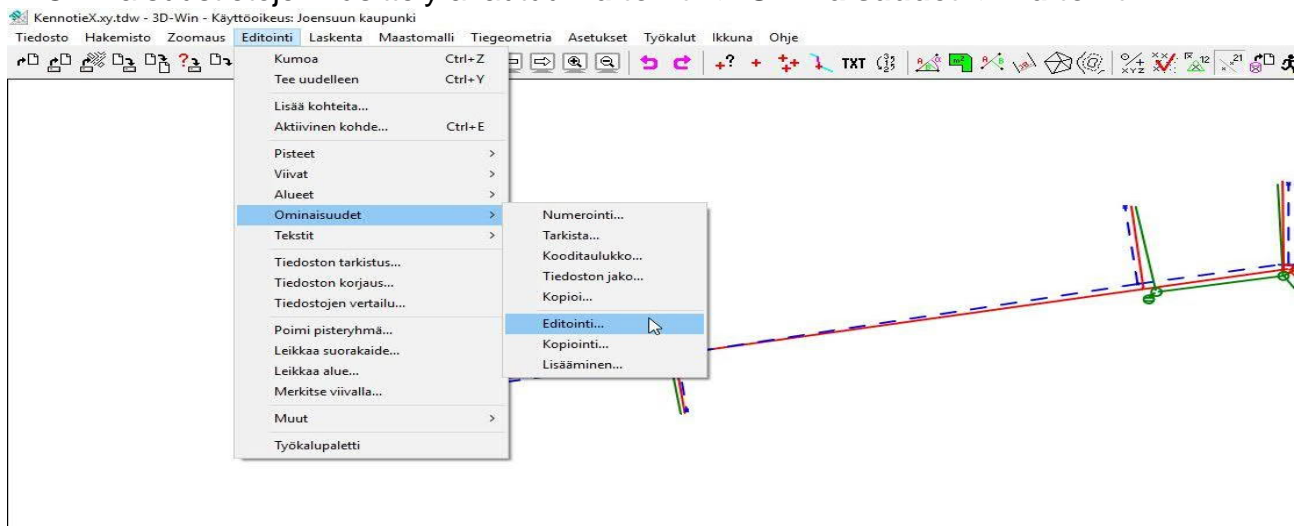 KennotieX.xy.tdw - 3D-Win - Käyttöoikeus: Joensuun kaupunki
Tiedosto Hakemisto Zoomaus Editointi Laskenta Maastomalli Tiegeometria Asetukset Työkalut Ikkuna Ohje
TXT
Kumoa Ctrl+Z
Tee uudelleen Ctrl+Y
Lisää kohteita...
Aktiivinen kohde... Ctrl+E
Pisteet >
Viivat >
Alueet >
Ominaisuudet >
Tekstit >
Tiedoston tarkistus...
Tiedoston korjaus...
Tiedostojen vertailu...
Poimi pisteryhmä...
Leikkaa suorakaide...
Leikkaa alue...
Merkitse viivalla...
Muut >
Työkalupaletti
Numerointi...
Tarkista...
Kooditaulukko...
Tiedoston jako...
Kopioi...
Editointi...
Kopiointi...
Lisääminen...